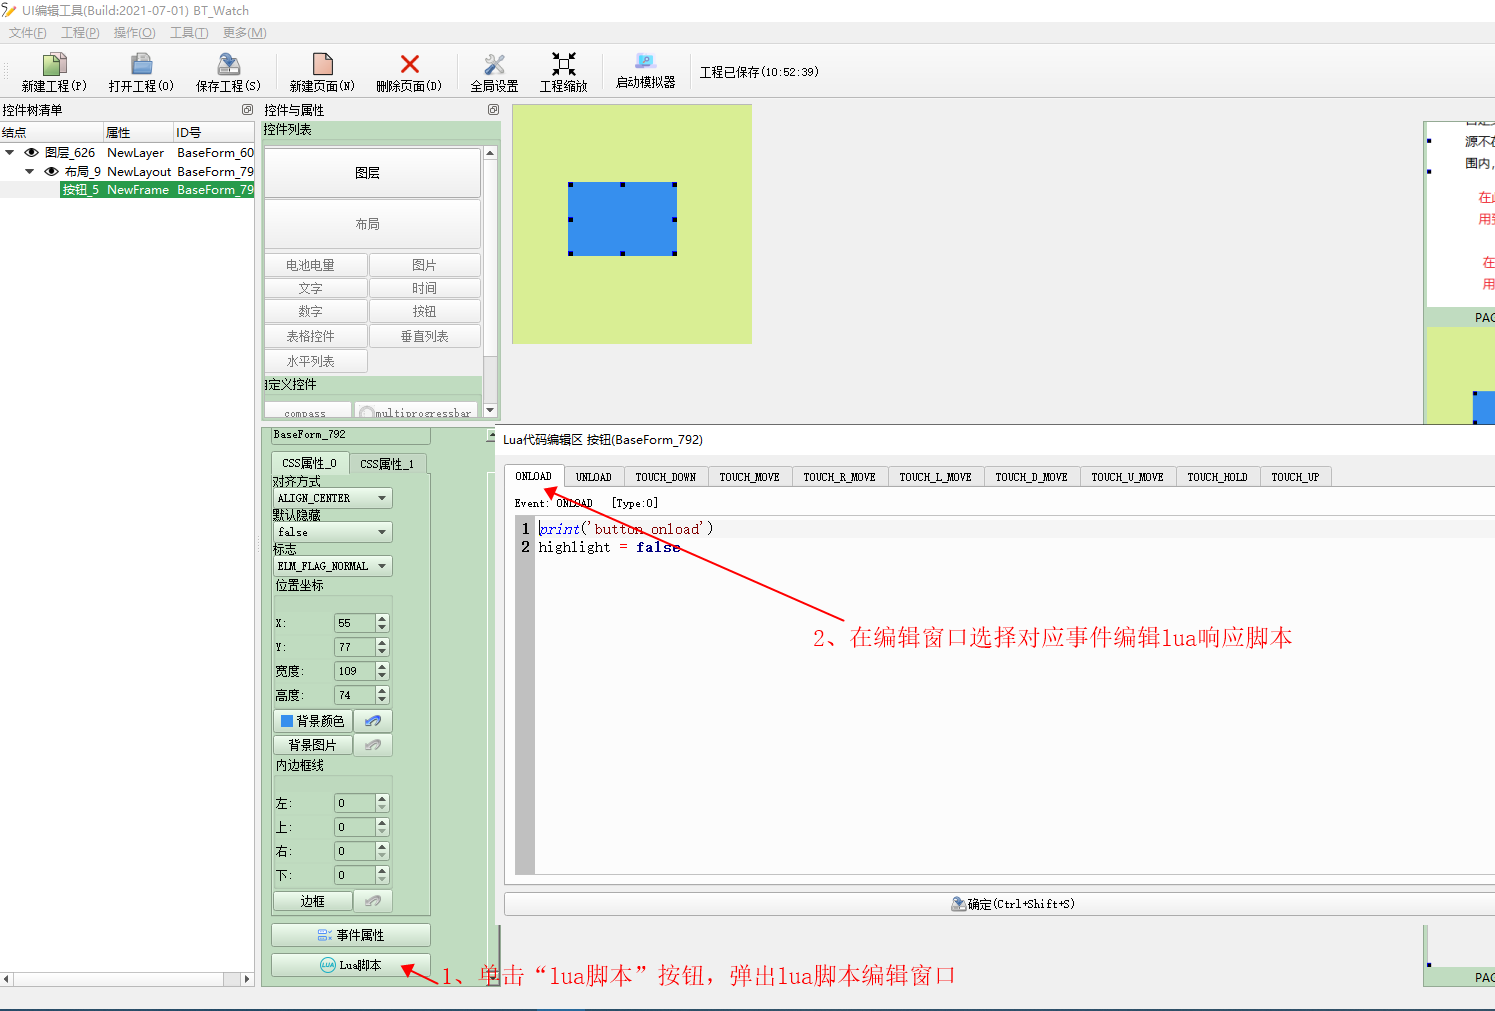 UI编辑工具(Build:2021-07-01) BT_Watch
文件(F) 工程(P) 操作(O) 工具(T) 更多(M)
新建工程(P) 打开工程(O) 保存工程(S) 新建页面(N) 删除页面(D) 全局设置 工程缩放 启动模拟器 工程已保存(10:52:39)
控件树清单
结点 属性 ID号
图层_626 NewLayer BaseForm_60
布局_9 NewLayout BaseForm_79
按钮_5 NewFrame BaseForm_79
控件与属性
控件列表
图层
布局
电池电量 图片
文字 时间
数字 按钮
表格控件 垂直列表
水平列表
定义控件
compass multiprogressbar
BaseForm_792
CSS属性_0 CSS属性_1
对齐方式
ALIGN_CENTER
默认隐藏
false
标志
ELM_FLAG_NORMAL
位置坐标
X: 55
Y: 77
宽度: 109
高度: 74
背景颜色
背景图片
内边框线
左: 0
上: 0
右: 0
下: 0
边框
事件属性
LUA Lua脚本
1、单击“lua脚本”按钮，弹出lua脚本编辑窗口
源不在
围内,
在此
用
在
用
PAG
Lua代码编辑区 按钮(BaseForm_792)
ONLOAD UNLOAD TOUCH_DOWN TOUCH_MOVE TOUCH_R_MOVE TOUCH_L_MOVE TOUCH_D_MOVE TOUCH_U_MOVE TOUCH_HOLD TOUCH_UP
Event: ONLOAD [Type:0]
1 print('button onload')
2 highlight = false
2、在编辑窗口选择对应事件编辑lua响应脚本
确定(Ctrl+Shift+S)
PAG